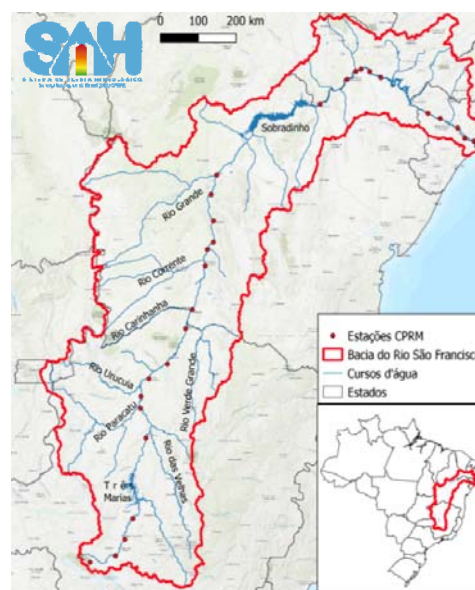 0 100 200 km
SAH
Sobradinho
Rio Grande
Rio Corrente
Rio Carinhanha
Rio Urucuia
Rio Verde Grande
Rio Paracatu
Rio das Velhas
Três
Marias
Estações CPRM
Bacia do Rio São Francisc
Cursos d'água
Estados